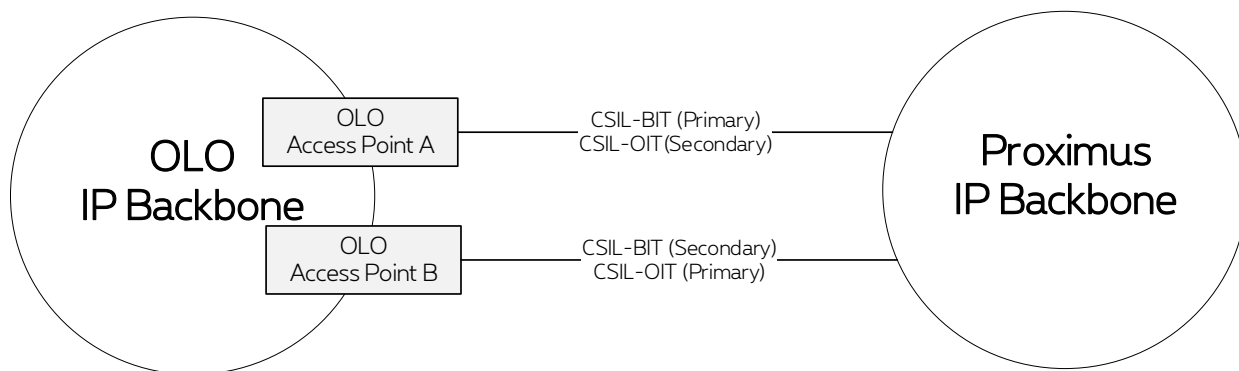 OLO
IP Backbone
OLO
Access Point A
CSIL-BIT (Primary)
CSIL-OIT(Secondary)
OLO
Access Point B
CSIL-BIT (Secondary)
CSIL-OIT (Primary)
Proximus
IP Backbone